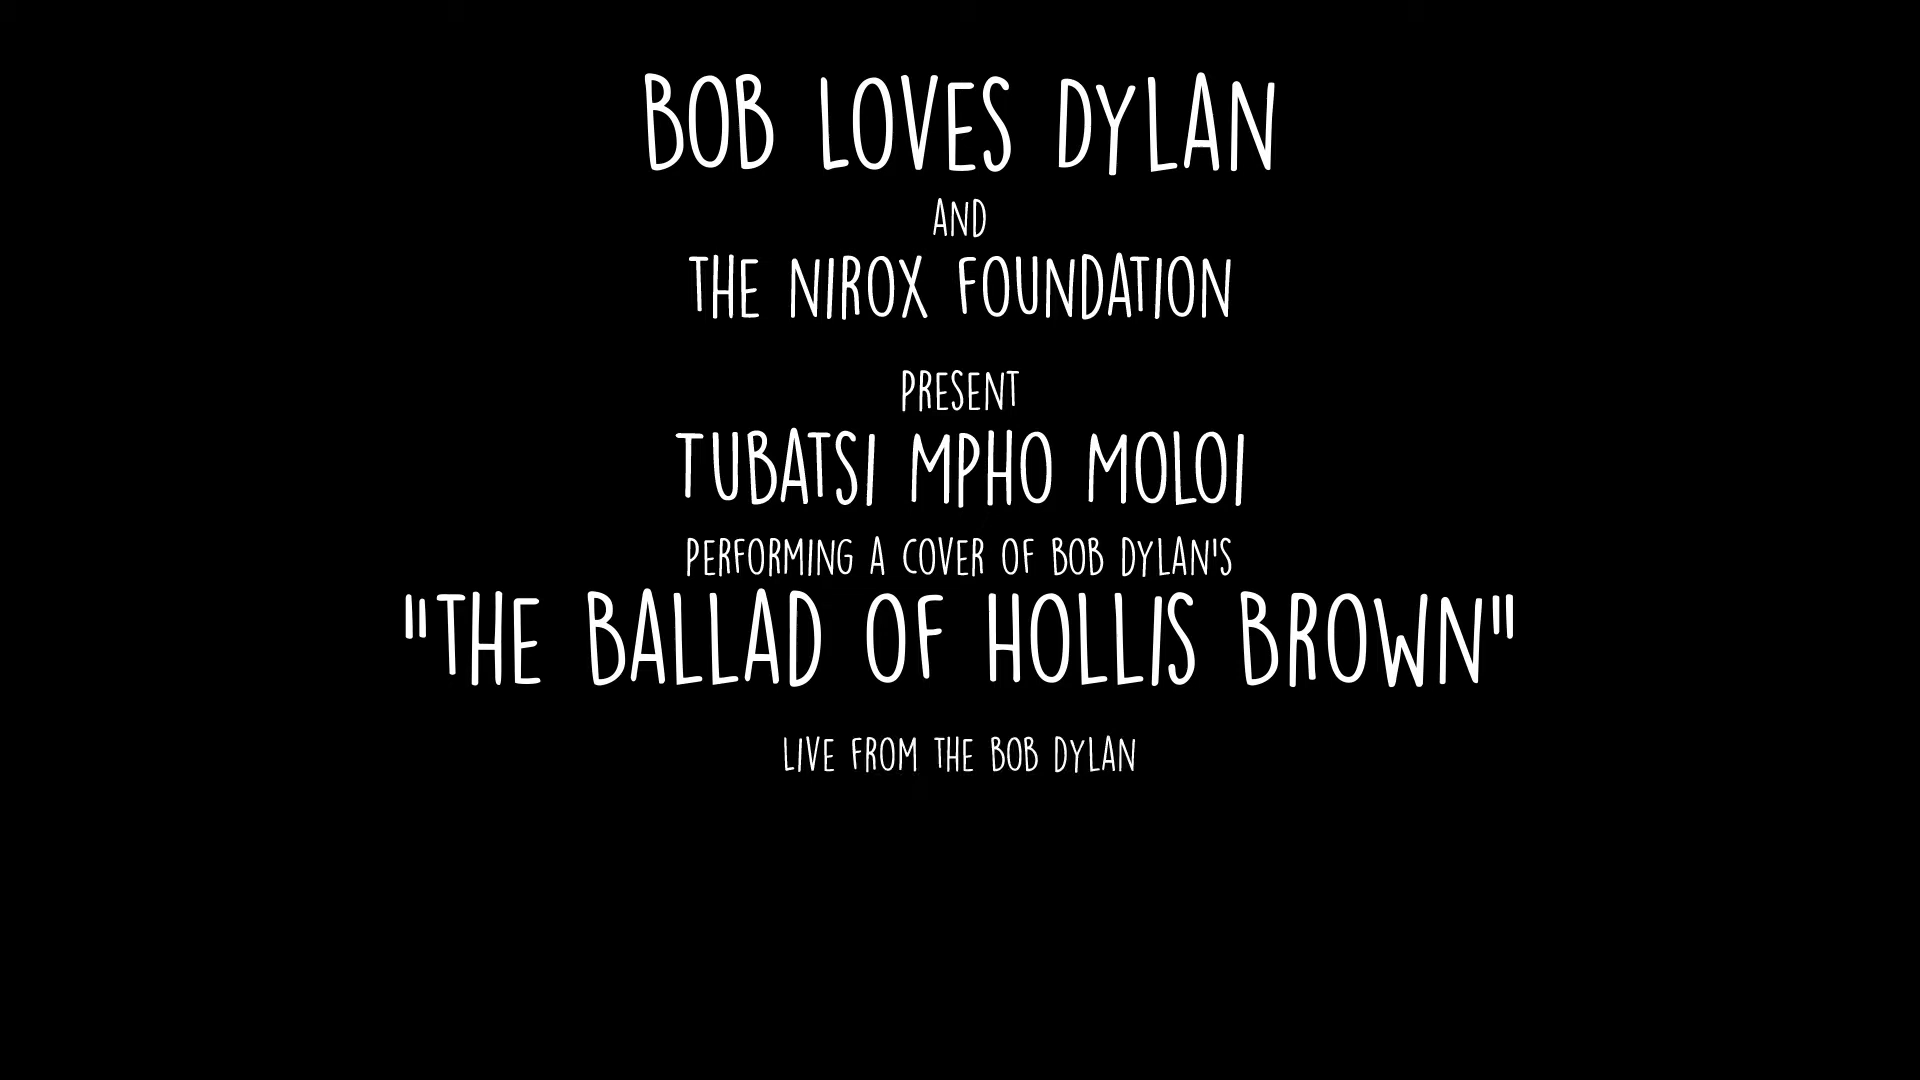 BOB LOVES DYLAN
AND
THE NIROX FOUNDATION
PRESENT
TUBATSI MPHO MOLOI
PERFORMING A COVER OF BOB DYLAN'S
"THE BALLAD OF HOLLIS BROWN"
LIVE FROM THE BOB DYLAN